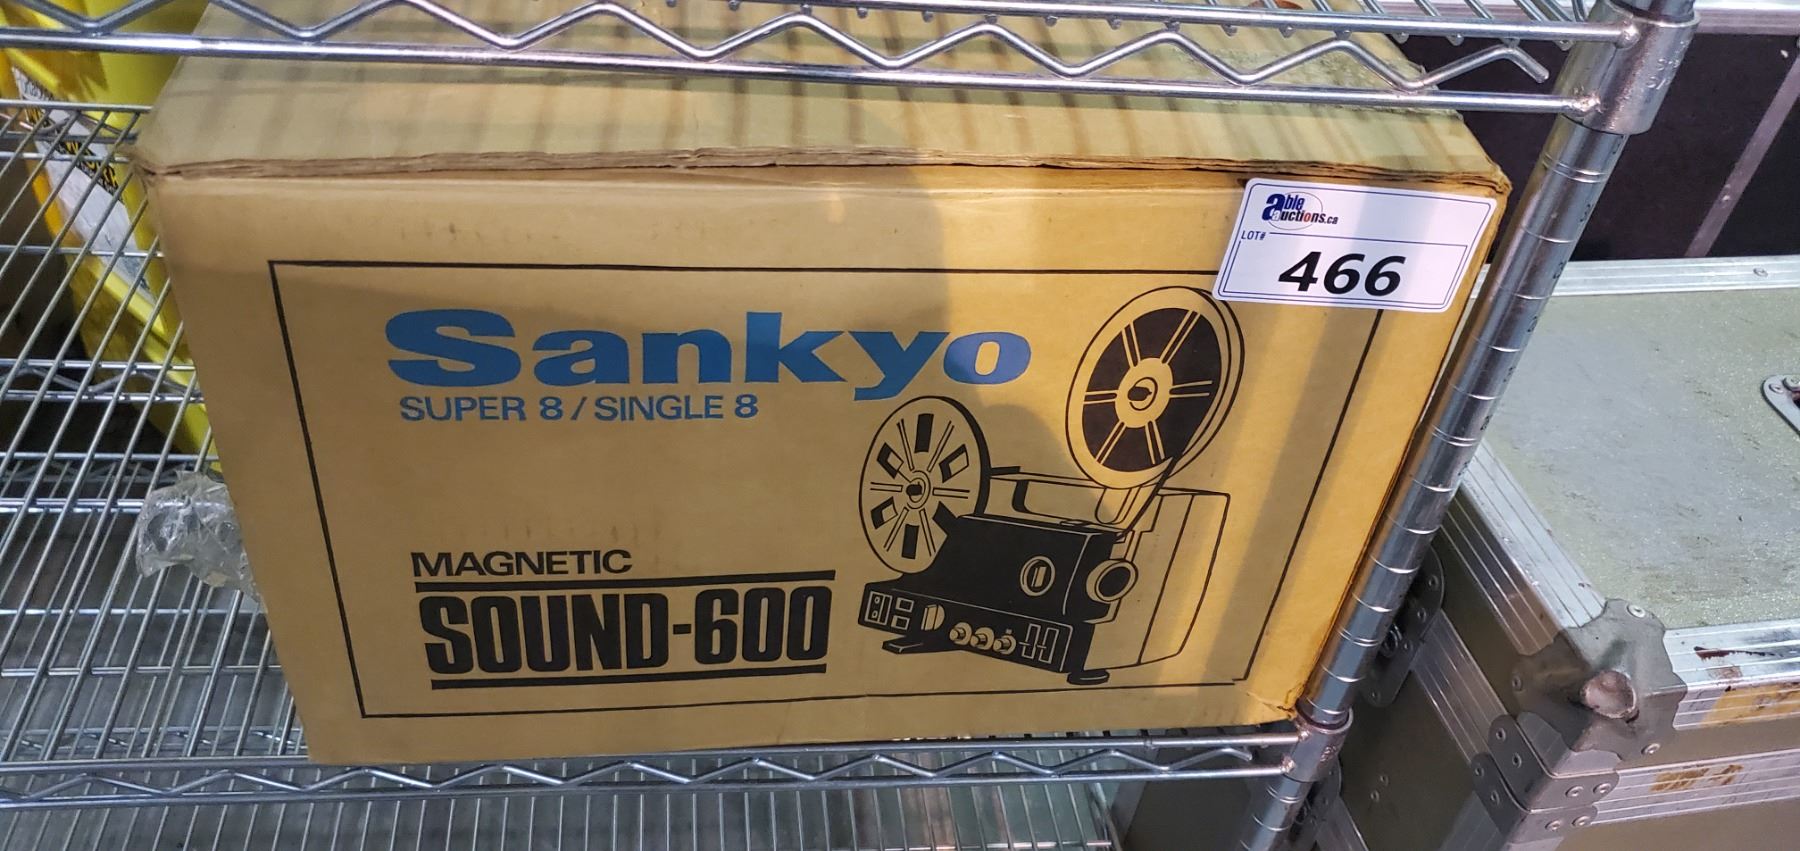 able
auctions.ca
LOT#
466
Sankyo
SUPER 8 / SINGLE 8
MAGNETIC
SOUND-600